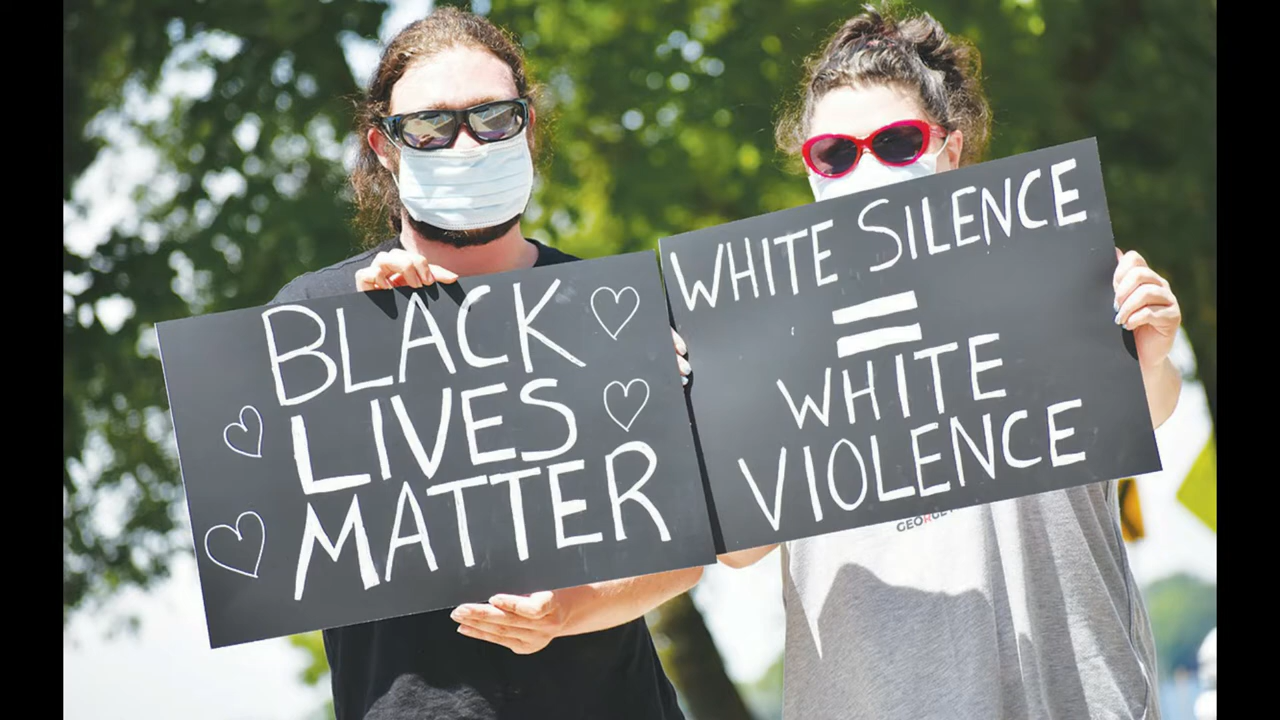 BLACK
LIVES
MATTER
WHITE SILENCE
=
WHITE
VIOLENCE